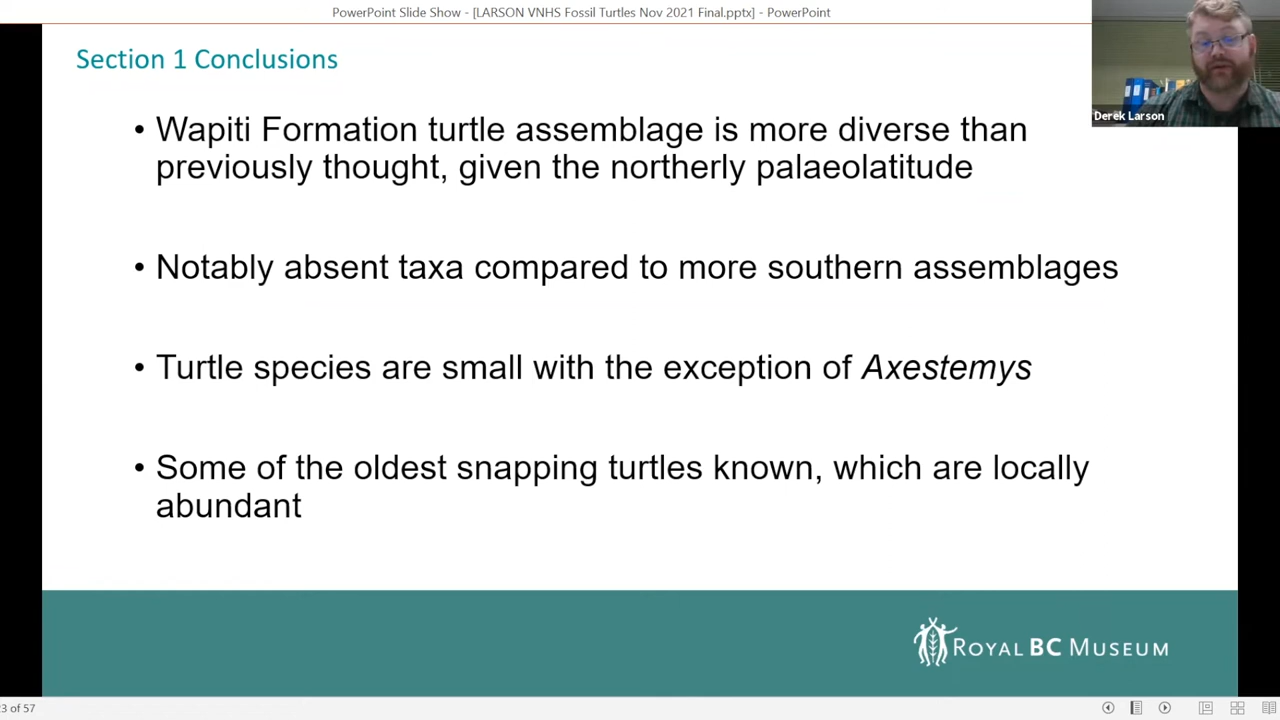 PowerPoint Slide Show - [LARSON VNHS Fossil Turtles Nov 2021 Final.pptx] - PowerPoint
Section 1 Conclusions
Derek Larson
• Wapiti Formation turtle assemblage is more diverse than
previously thought, given the northerly palaeolatitude
• Notably absent taxa compared to more southern assemblages
• Turtle species are small with the exception of Axestemys
• Some of the oldest snapping turtles known, which are locally
abundant
ROYAL BC MUSEUM
3 of 57